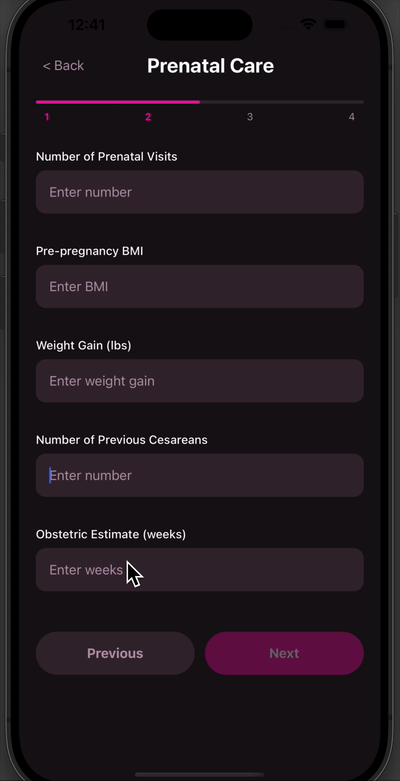 12:41
< Back
Prenatal Care
1 2 3 4
Number of Prenatal Visits
Enter number
Pre-pregnancy BMI
Enter BMI
Weight Gain (lbs)
Enter weight gain
Number of Previous Cesareans
Enter number
Obstetric Estimate (weeks)
Enter weeks
Previous
Next